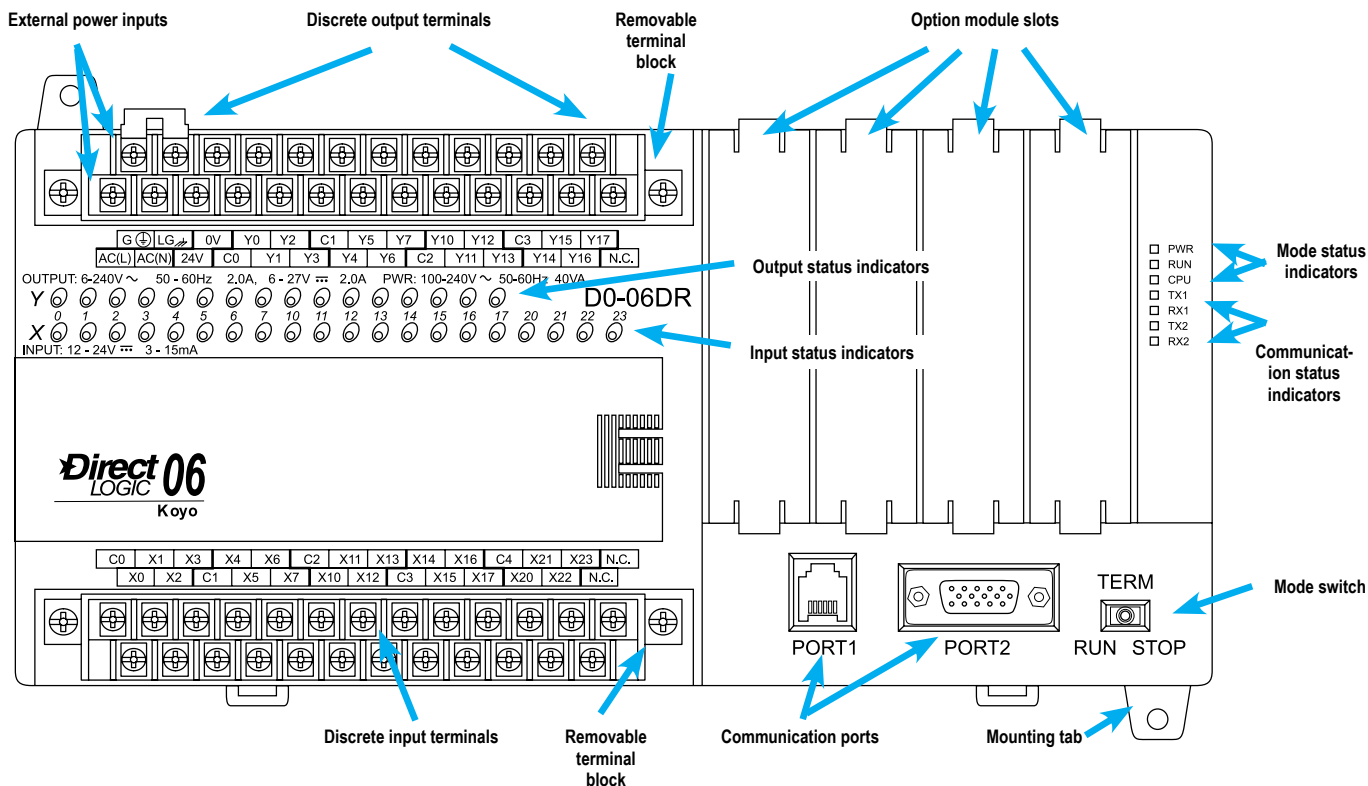 External power inputs
Discrete output terminals
Removable
terminal
block
Option module slots
G LG 0V Y0 Y2 C1 Y5 Y7 Y10 Y12 C3 Y15 Y17
AC(L) AC(N) 24V C0 Y1 Y3 Y4 Y6 C2 Y11 Y13 Y14 Y16 N.C.
OUTPUT: 6-240V ~ 50 - 60Hz 2.0A, 6 - 27V ⎓ 2.0A PWR: 100-240V ~ 50-60Hz 40VA
Y
D0-06DR
0 1 2 3 4 5 6 7 10 11 12 13 14 15 16 17 20 21 22 23
X
INPUT: 12 - 24V ⎓ 3 - 15mA
Output status indicators
Input status indicators
PWR
RUN
CPU
TX1
RX1
TX2
RX2
Mode status
indicators
Communicat-
ion status
indicators
Direct
LOGIC 06
Koyo
C0 X1 X3 X4 X6 C2 X11 X13 X14 X16 C4 X21 X23 N.C.
X0 X2 C1 X5 X7 X10 X12 C3 X15 X17 X20 X22 N.C.
TERM
PORT1
PORT2
RUN STOP
Mode switch
Discrete input terminals
Removable
terminal
block
Communication ports
Mounting tab